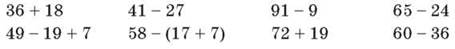 36 + 18 41 – 27 91 – 9 65 – 24
49 – 19 + 7 58 – (17 + 7) 72 + 19 60 – 36